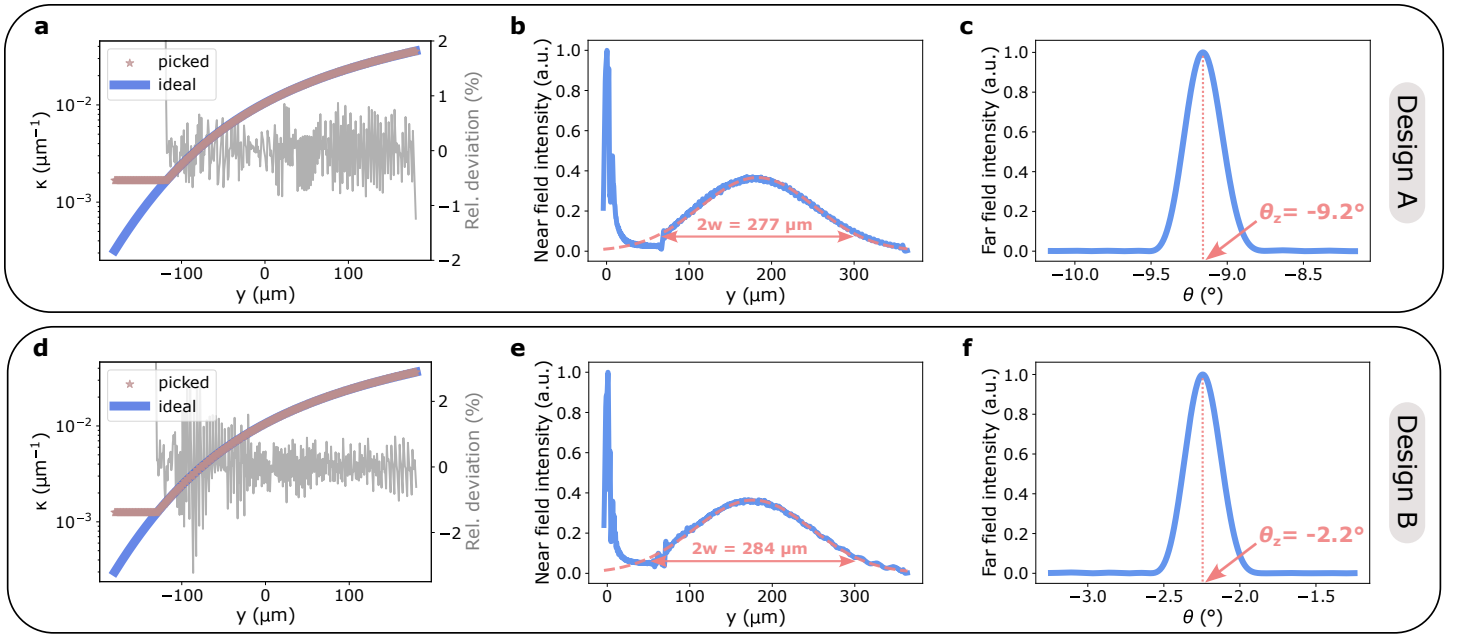 a
picked
ideal
κ (μm⁻¹)
10⁻²
10⁻³
−100
0
100
y (μm)
2
1
0
−1
−2
Rel. deviation (%)
b
Near field intensity (a.u.)
1.0
0.8
0.6
0.4
0.2
0.0
2w = 277 μm
0
100
200
300
y (μm)
c
Far field intensity (a.u.)
1.0
0.8
0.6
0.4
0.2
0.0
θz= -9.2°
−10.0
−9.5
−9.0
−8.5
θ (°)
Design A
d
picked
ideal
κ (μm⁻¹)
10⁻²
10⁻³
−100
0
100
y (μm)
2
0
−2
Rel. deviation (%)
e
Near field intensity (a.u.)
1.0
0.8
0.6
0.4
0.2
0.0
2w = 284 μm
0
100
200
300
y (μm)
f
Far field intensity (a.u.)
1.0
0.8
0.6
0.4
0.2
0.0
θz= -2.2°
−3.0
−2.5
−2.0
−1.5
θ (°)
Design B